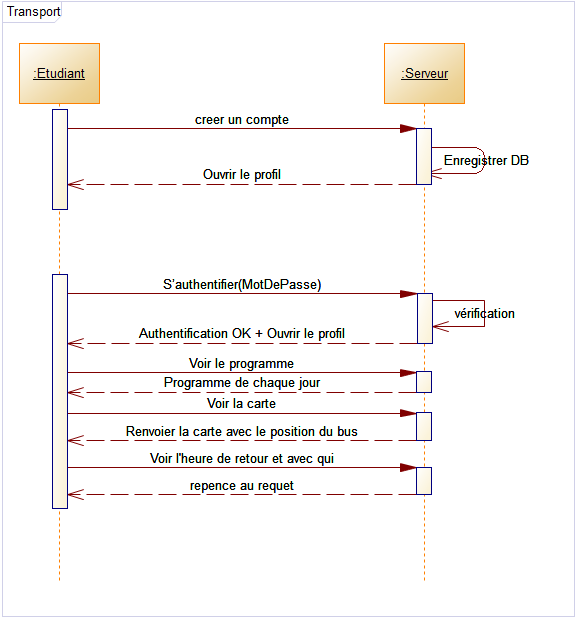 Transport
:Etudiant
:Serveur
creer un compte
Enregistrer DB
Ouvrir le profil
S'authentifier(MotDePasse)
vérification
Authentification OK + Ouvrir le profil
Voir le programme
Programme de chaque jour
Voir la carte
Renvoier la carte avec le position du bus
Voir l'heure de retour et avec qui
repence au requet